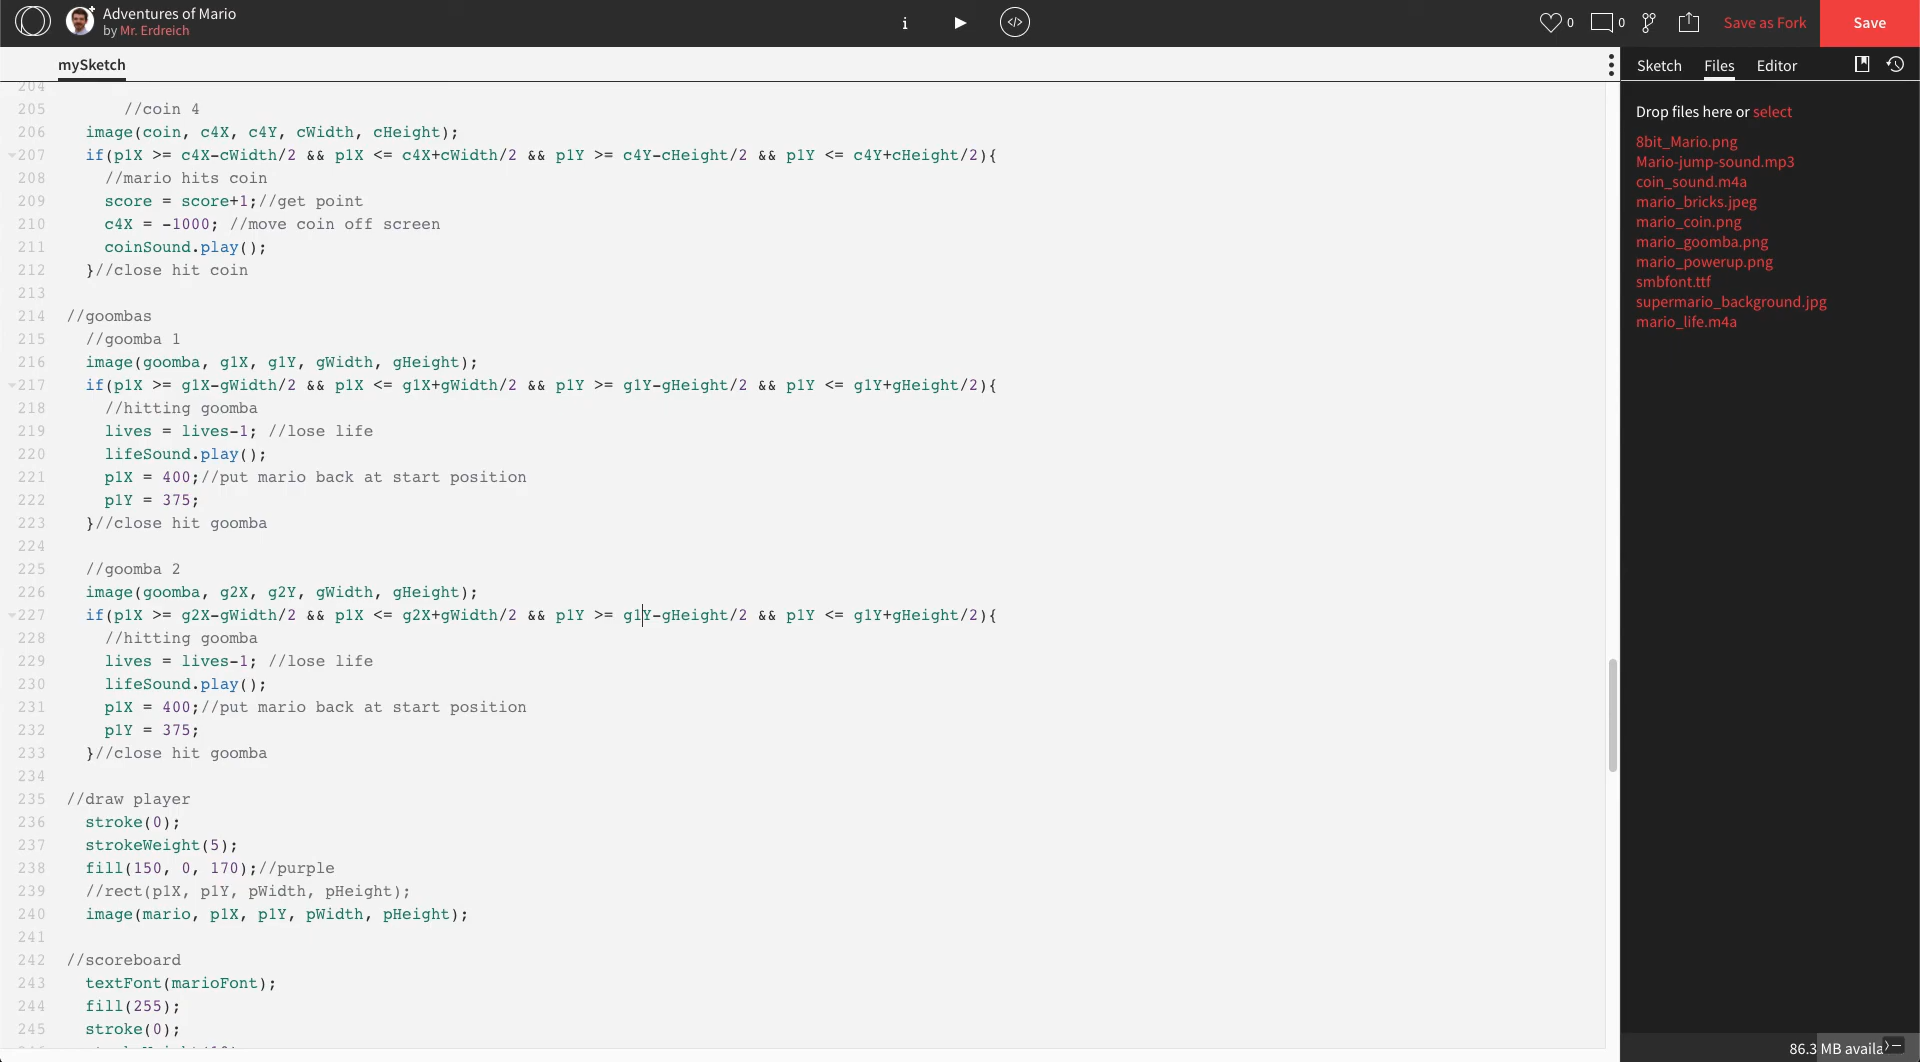 Adventures of Mario
by Mr. Erdreich
i
</>
0
0
Save as Fork
Save
mySketch
Sketch Files Editor
204
205 //coin 4
206 image(coin, c4X, c4Y, cWidth, cHeight);
207 if(p1X >= c4X-cWidth/2 && p1X <= c4X+cWidth/2 && p1Y >= c4Y-cHeight/2 && p1Y <= c4Y+cHeight/2){
208 //mario hits coin
209 score = score+1;//get point
210 c4X = -1000; //move coin off screen
211 coinSound.play();
212 }//close hit coin
213
214 //goombas
215 //goomba 1
216 image(goomba, g1X, g1Y, gWidth, gHeight);
217 if(p1X >= g1X-gWidth/2 && p1X <= g1X+gWidth/2 && p1Y >= g1Y-gHeight/2 && p1Y <= g1Y+gHeight/2){
218 //hitting goomba
219 lives = lives-1; //lose life
220 lifeSound.play();
221 p1X = 400;//put mario back at start position
222 p1Y = 375;
223 }//close hit goomba
224
225 //goomba 2
226 image(goomba, g2X, g2Y, gWidth, gHeight);
227 if(p1X >= g2X-gWidth/2 && p1X <= g2X+gWidth/2 && p1Y >= g1Y-gHeight/2 && p1Y <= g1Y+gHeight/2){
228 //hitting goomba
229 lives = lives-1; //lose life
230 lifeSound.play();
231 p1X = 400;//put mario back at start position
232 p1Y = 375;
233 }//close hit goomba
234
235 //draw player
236 stroke(0);
237 strokeWeight(5);
238 fill(150, 0, 170);//purple
239 //rect(p1X, p1Y, pWidth, pHeight);
240 image(mario, p1X, p1Y, pWidth, pHeight);
241
242 //scoreboard
243 textFont(marioFont);
244 fill(255);
245 stroke(0);
Drop files here or select
8bit_Mario.png
Mario-jump-sound.mp3
coin_sound.m4a
mario_bricks.jpeg
mario_coin.png
mario_goomba.png
mario_powerup.png
smbfont.ttf
supermario_background.jpg
mario_life.m4a
86.3 MB availa